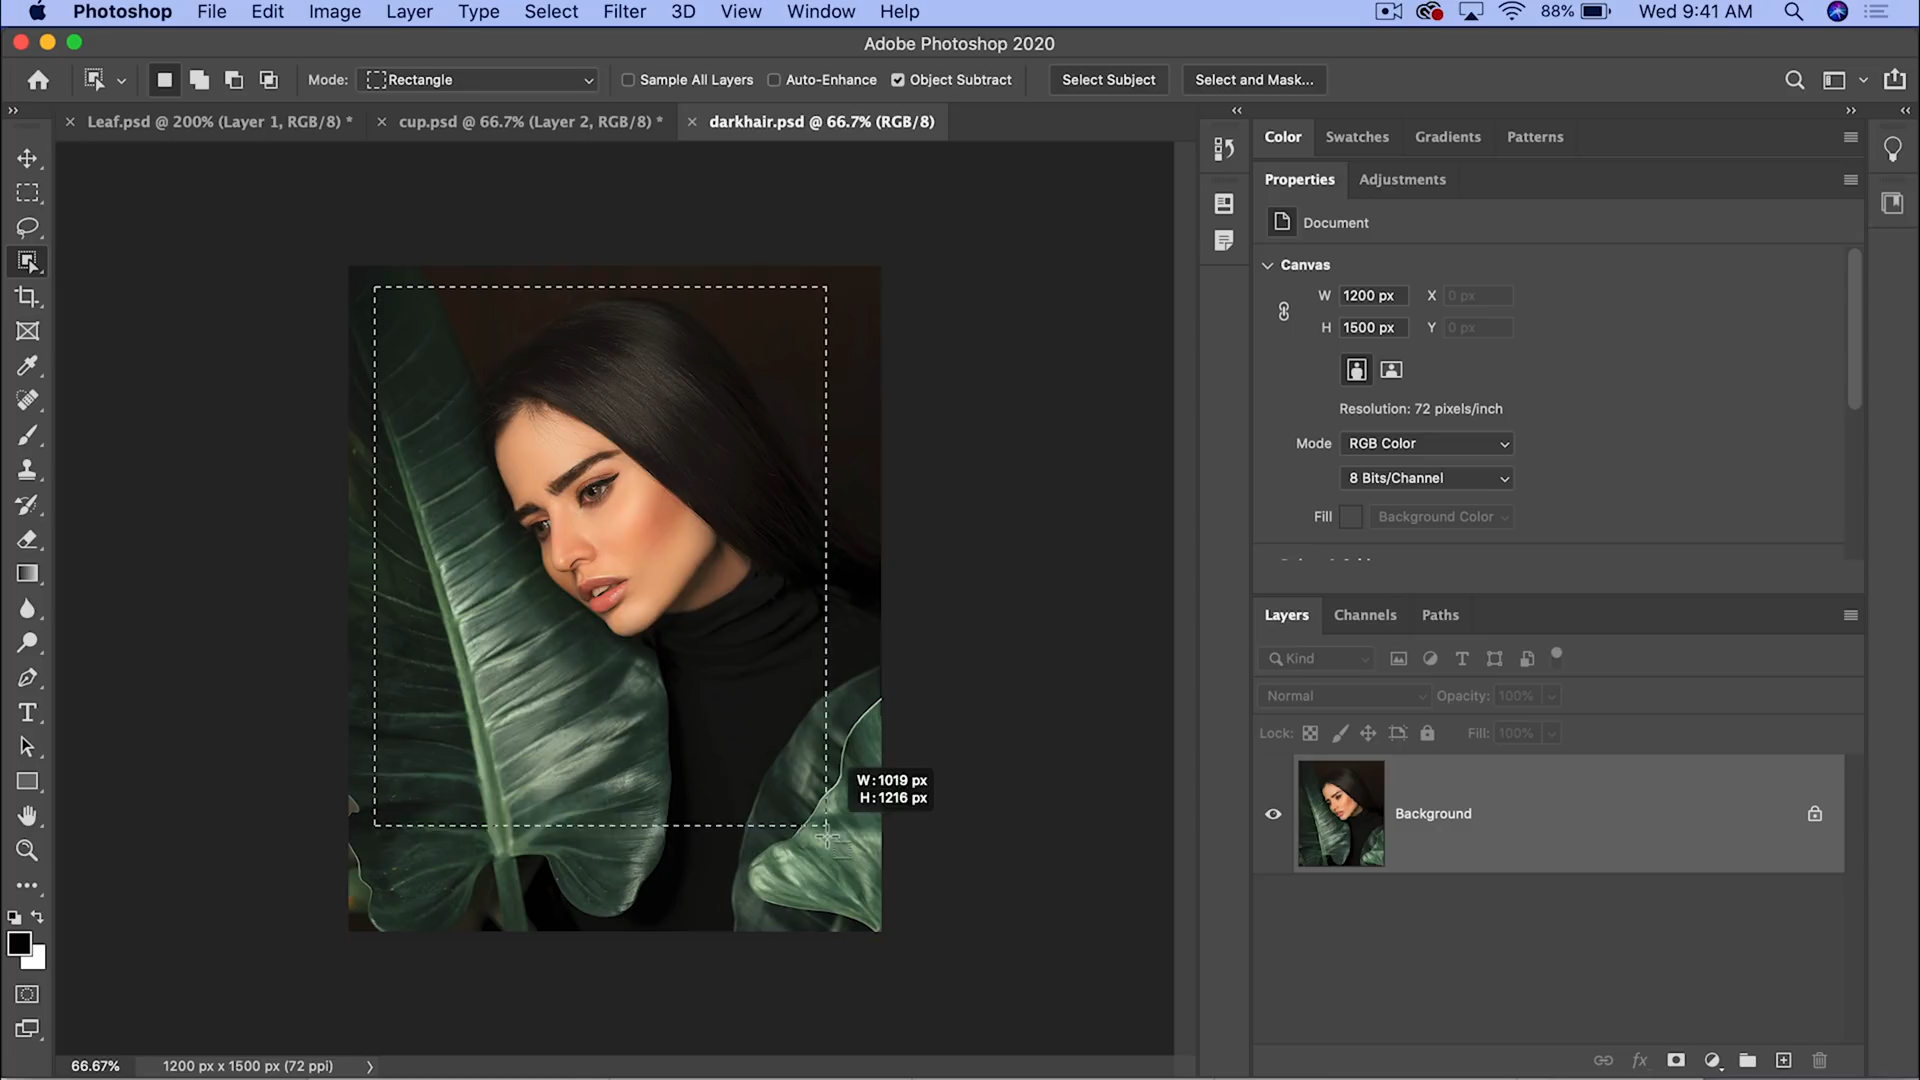 Photoshop File Edit Image Layer Type Select Filter 3D View Window Help 88% Wed 9:41 AM
Adobe Photoshop 2020
Mode: Rectangle Sample All Layers Auto-Enhance Object Subtract Select Subject Select and Mask...
Leaf.psd @ 200% (Layer 1, RGB/8) * cup.psd @ 66.7% (Layer 2, RGB/8) * darkhair.psd @ 66.7% (RGB/8)
Color Swatches Gradients Patterns
Properties Adjustments
Document
Canvas
W 1200 px X 0 px
H 1500 px Y 0 px
Resolution: 72 pixels/inch
Mode RGB Color
8 Bits/Channel
Fill Background Color
W: 1019 px
H: 1216 px
Layers Channels Paths
Kind
Normal Opacity: 100%
Lock: Fill: 100%
Background
66.67% 1200 px x 1500 px (72 ppi)